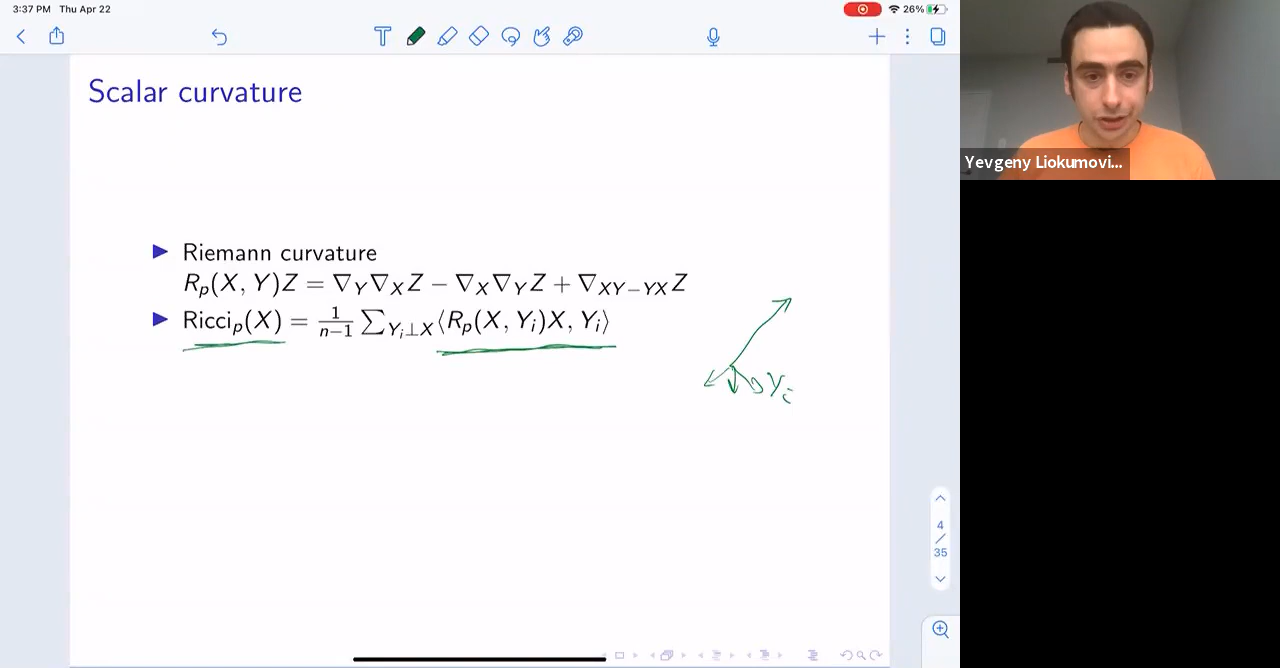 3:37 PM Thu Apr 22
26%
Scalar curvature
Yevgeny Liokumovi...
Riemann curvature
R_p(X, Y)Z = ∇_Y∇_X Z − ∇_X∇_Y Z + ∇_{XY−YX} Z
Ricci_p(X) = 1/(n−1) ∑_{Y_i⊥X}⟨R_p(X, Y_i)X, Y_i⟩
Y_i
4
/
35